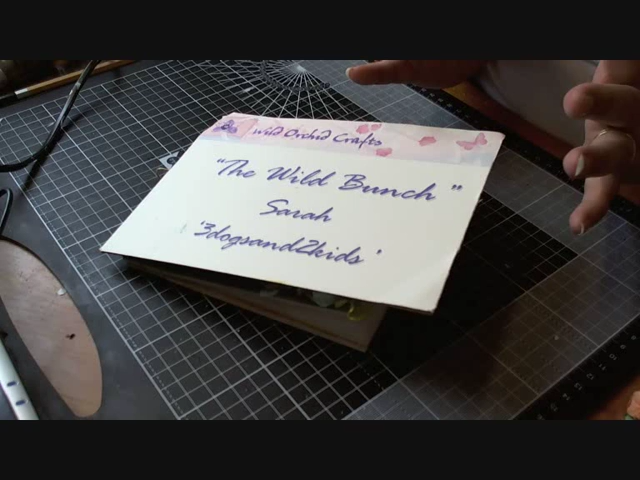 Wild Orchid Crafts
"The Wild Bunch"
Sarah
'3dogsand2kids'